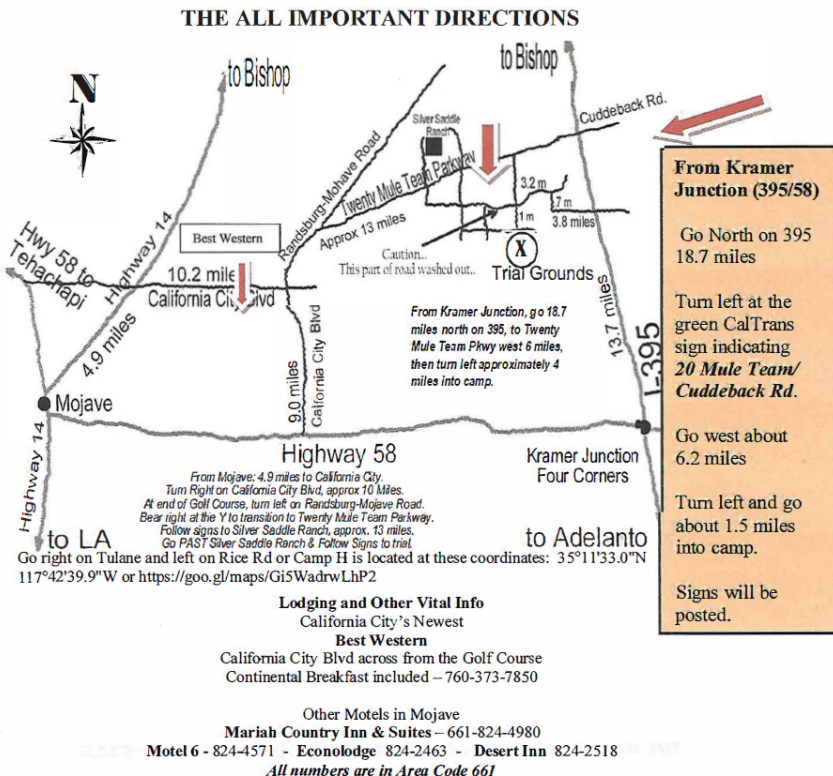 THE ALL IMPORTANT DIRECTIONS
N
to Bishop
to Bishop
Cuddeback Rd.
Silver Saddle
Ranch
Randsburg-Mohave Road
Twenty Mule Team Parkway
Approx 13 miles
3.2 m
.7 m
1 m
3.8 miles
Hwy 58 to
Tehachapi
Highway 14
Best Western
10.2 mile
California Cit Blvd
4.9 miles
Caution...
This part of road washed out..
X
Trial Grounds
From Kramer Junction, go 18.7
miles north on 395, to Twenty
Mule Team Pkwy west 6 miles,
then turn left approximately 4
miles into camp.
13.7 miles
I-395
9.0 miles
California City Blvd
Mojave
Highway 58
Kramer Junction
Four Corners
Highway 14
to LA
to Adelanto
From Mojave: 4.9 miles to California City.
Turn Right on California City Blvd, approx 10 Miles.
At end of Golf Course, turn left on Randsburg-Mojave Road.
Bear right at the Y to transition to Twenty Mule Team Parkway.
Follow signs to Silver Saddle Ranch, approx. 13 miles.
Go PAST Silver Saddle Ranch & Follow Signs to trial.
From Kramer
Junction (395/58)
Go North on 395
18.7 miles
Turn left at the
green CalTrans
sign indicating
20 Mule Team/
Cuddeback Rd.
Go west about
6.2 miles
Turn left and go
about 1.5 miles
into camp.
Signs will be
posted.
Go right on Tulane and left on Rice Rd or Camp H is located at these coordinates: 35°11'33.0"N
117°42'39.9"W or https://goo.gl/maps/Gi5WadrwLhP2
Lodging and Other Vital Info
California City's Newest
Best Western
California City Blvd across from the Golf Course
Continental Breakfast included – 760-373-7850
Other Motels in Mojave
Mariah Country Inn & Suites – 661-824-4980
Motel 6 - 824-4571 - Econolodge 824-2463 - Desert Inn 824-2518
All numbers are in Area Code 661